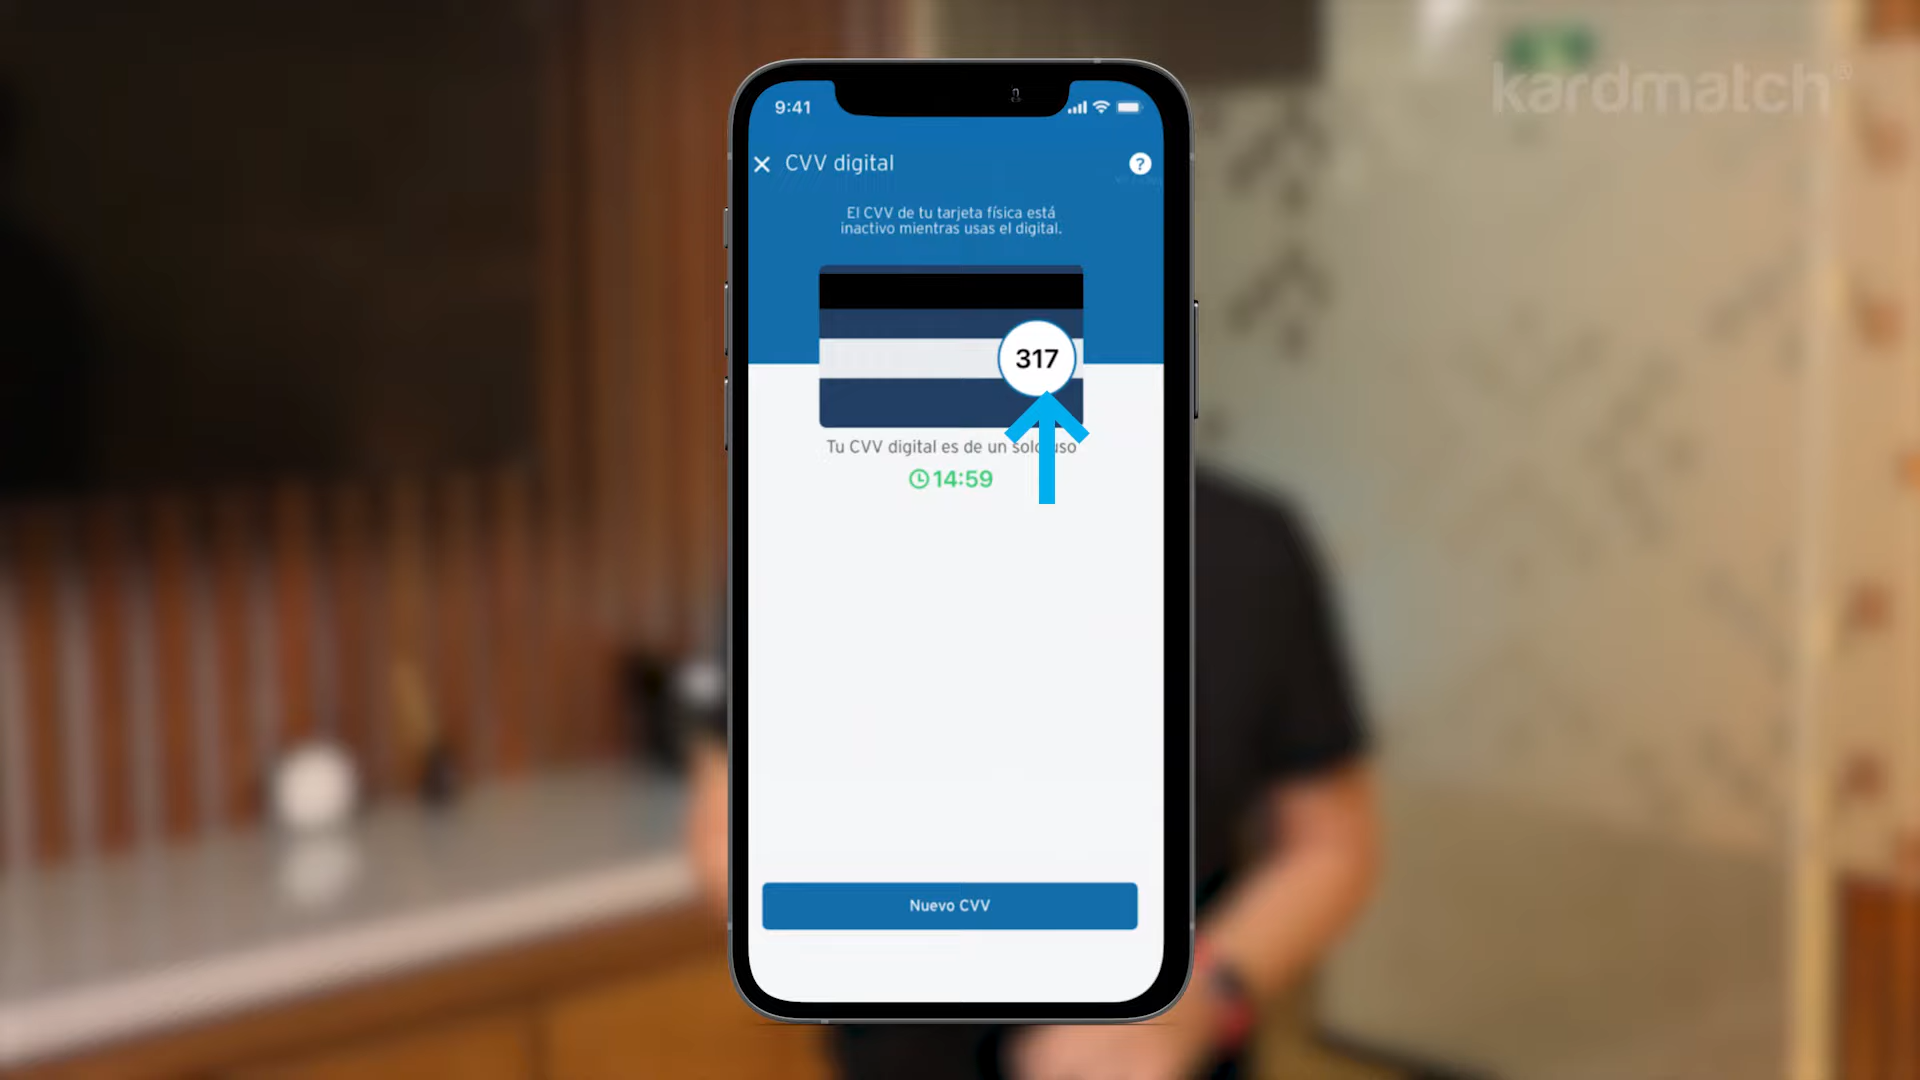 kardmatch
9:41
CVV digital
?
El CVV de tu tarjeta física está
inactivo mientras usas el digital.
317
Tu CVV digital es de un solo uso
14:59
Nuevo CVV